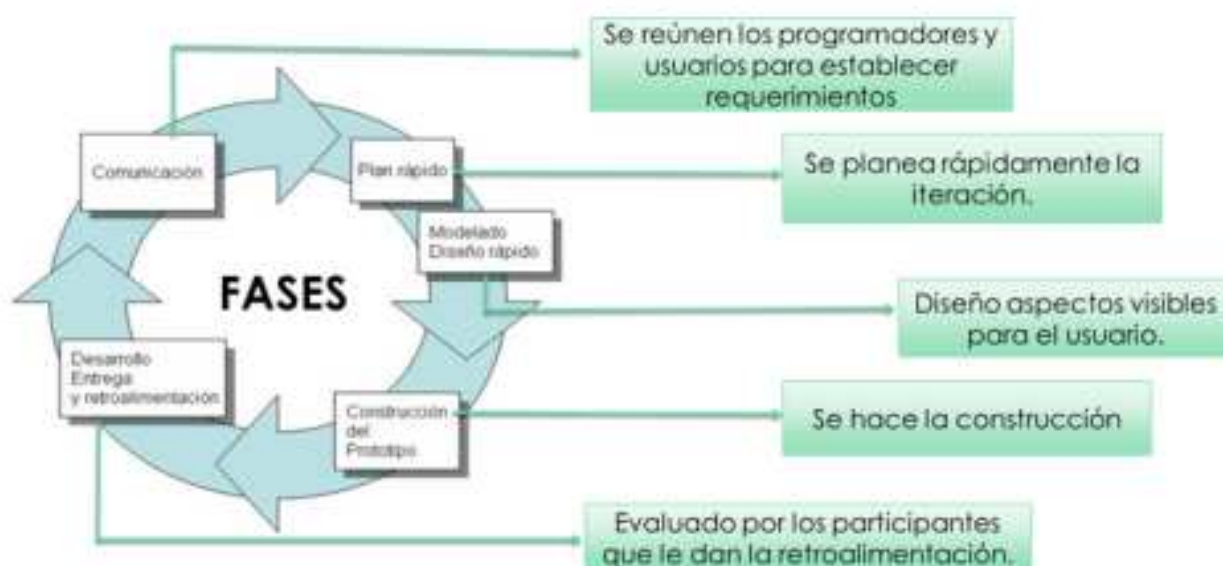 Se reúnen los programadores y
usuarios para establecer
requerimientos
Comunicación
Plan rápido
Se planea rápidamente la
iteración.
Modelado
Diseño rápido
FASES
Diseño aspectos visibles
para el usuario.
Desarrollo
Entrega
y retroalimentación
Construcción
del
Prototipo
Se hace la construcción
Evaluado por los participantes
que le dan la retroalimentación.